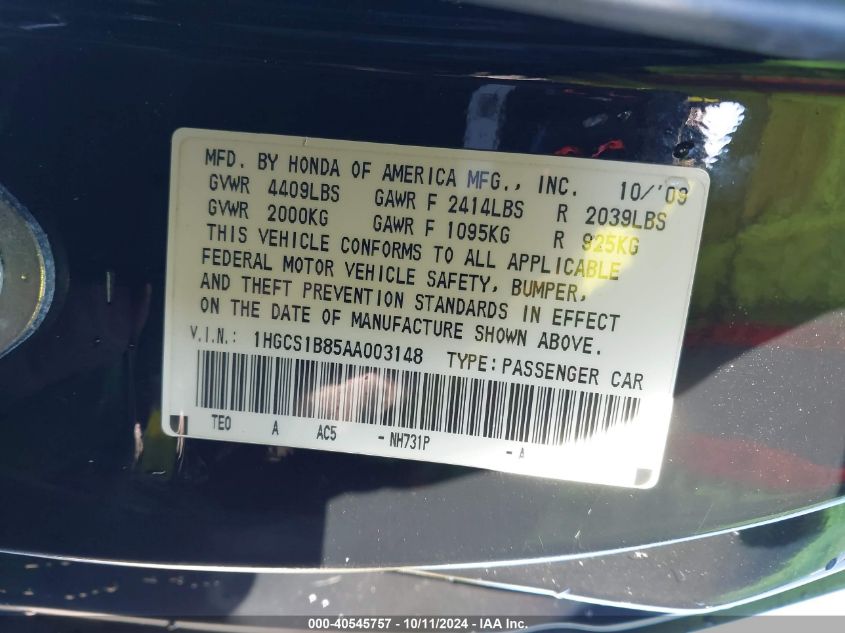 MFD. BY HONDA OF AMERICA MFG., INC. 10/'09
GVWR 4409LBS GAWR F 2414LBS R 2039LBS
GVWR 2000KG GAWR F 1095KG R 925KG
THIS VEHICLE CONFORMS TO ALL APPLICABLE
FEDERAL MOTOR VEHICLE SAFETY, BUMPER,
AND THEFT PREVENTION STANDARDS IN EFFECT
ON THE DATE OF MANUFACTURE SHOWN ABOVE.
V.I.N.: 1HGCS1B85AA003148 TYPE: PASSENGER CAR
TE0 A AC5 -NH731P -A
000-40545757 - 10/11/2024 - IAA Inc.